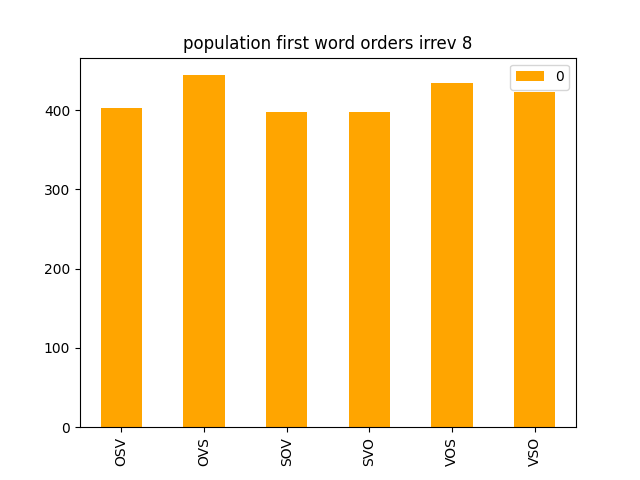 population first word orders irrev 8
0
400
300
200
100
0
OSV
OVS
SOV
SVO
VOS
VSO